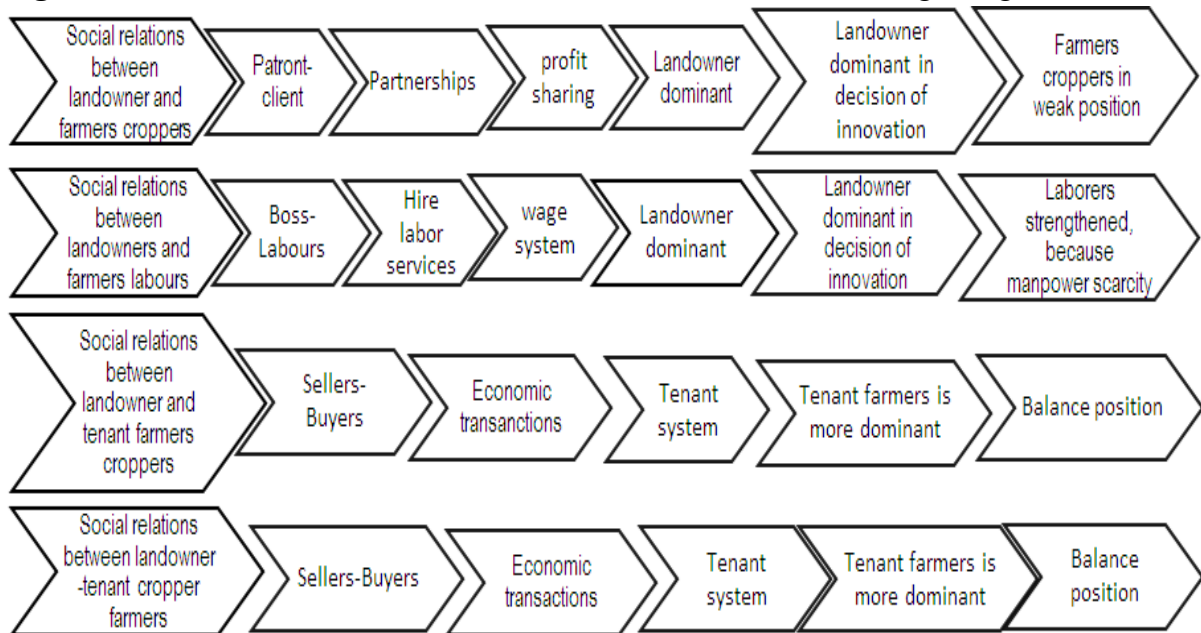 Social relations
between
landowner and
farmers croppers
Patront-
client
Partnerships
profit
sharing
Landowner
dominant
Landowner
dominant in
decision of
innovation
Farmers
croppers in
weak position
Social relations
between
landowners and
farmers labours
Boss-
Labours
Hire
labor
services
wage
system
Landowner
dominant
Landowner
dominant in
decision of
innovation
Laborers
strengthened,
because
manpower scarcity
Social relations
between
landowner and
tenant farmers
croppers
Sellers-
Buyers
Economic
transanctions
Tenant
system
Tenant farmers is
more dominant
Balance position
Social relations
between landowner
-tenant cropper
farmers
Sellers-Buyers
Economic
transactions
Tenant
system
Tenant farmers is
more dominant
Balance
position